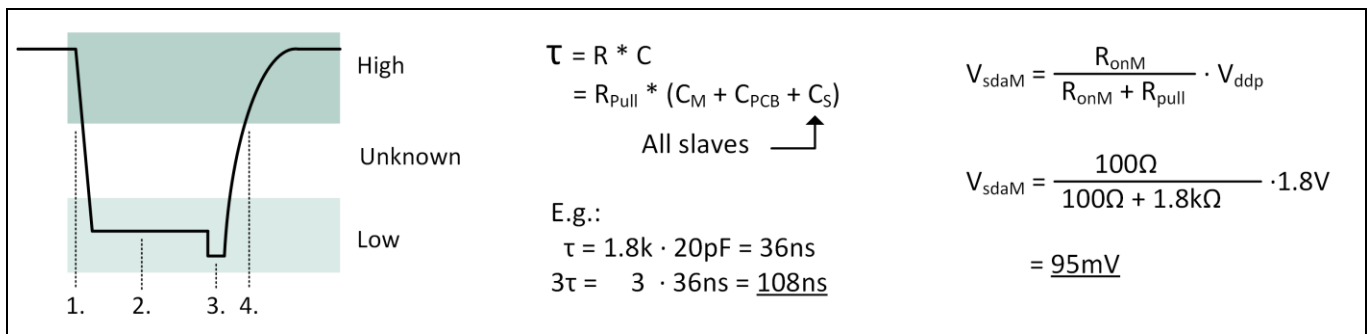 High
Unknown
Low
1. 2. 3. 4.
τ = R * C
= R_Pull * (C_M + C_PCB + C_S)
All slaves
E.g.:
τ = 1.8k · 20pF = 36ns
3τ = 3 · 36ns = 108ns
V_sdaM = R_onM / (R_onM + R_pull) · V_ddp
V_sdaM = 100Ω / (100Ω + 1.8kΩ) ·1.8V
= 95mV